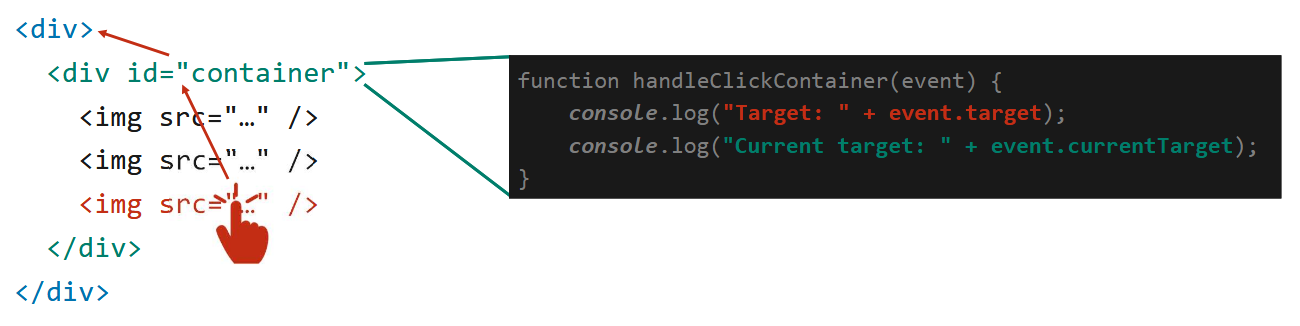 <div>
<div id="container">
<img src="…" />
<img src="…" />
<img src="…" />
</div>
</div>
function handleClickContainer(event) {
console.log("Target: " + event.target);
console.log("Current target: " + event.currentTarget);
}